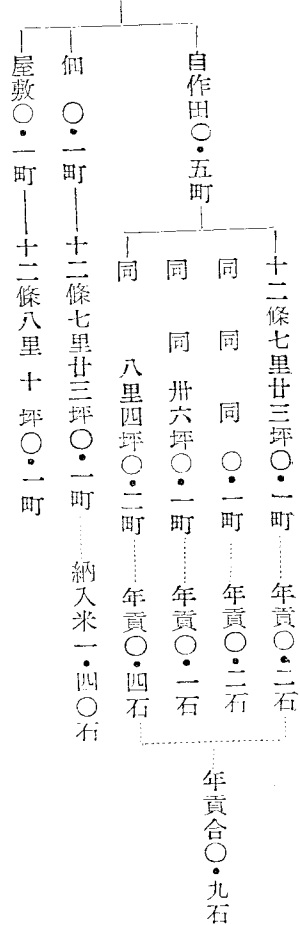 自作田〇・五町
十二條七里廿三坪〇・一町 年貢〇・二石
同 同 同 〇・一町 年貢〇・二石
同 同 卅六坪〇・一町 年貢〇・一石
同 八里四坪〇・二町 年貢〇・四石
年貢合〇・九石
佃 〇・一町 十二條七里廿三坪〇・一町 納入米一・四〇石
屋敷〇・一町 十二條八里十坪〇・一町